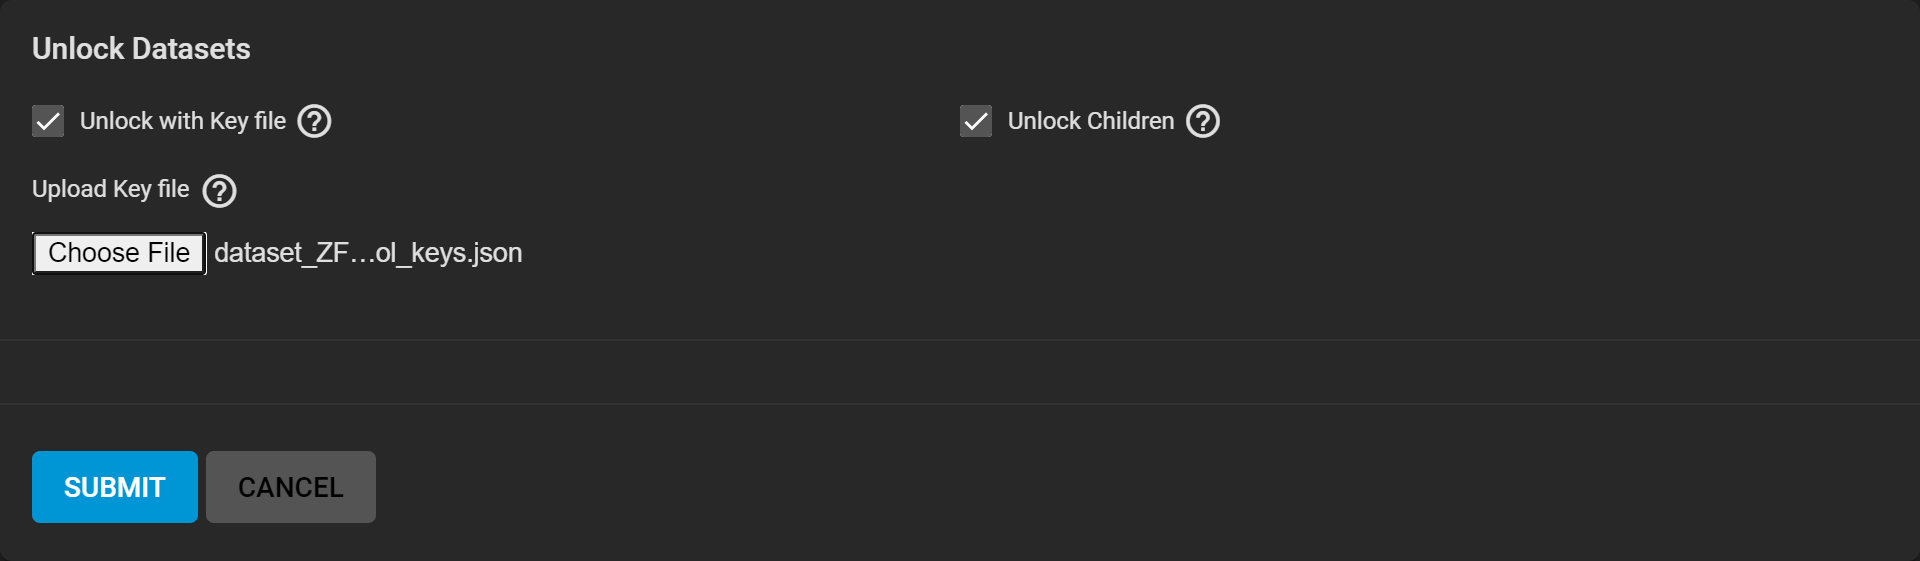 Unlock Datasets
Unlock with Key file Unlock Children
Upload Key file
Choose File dataset_ZF…ol_keys.json
SUBMIT CANCEL